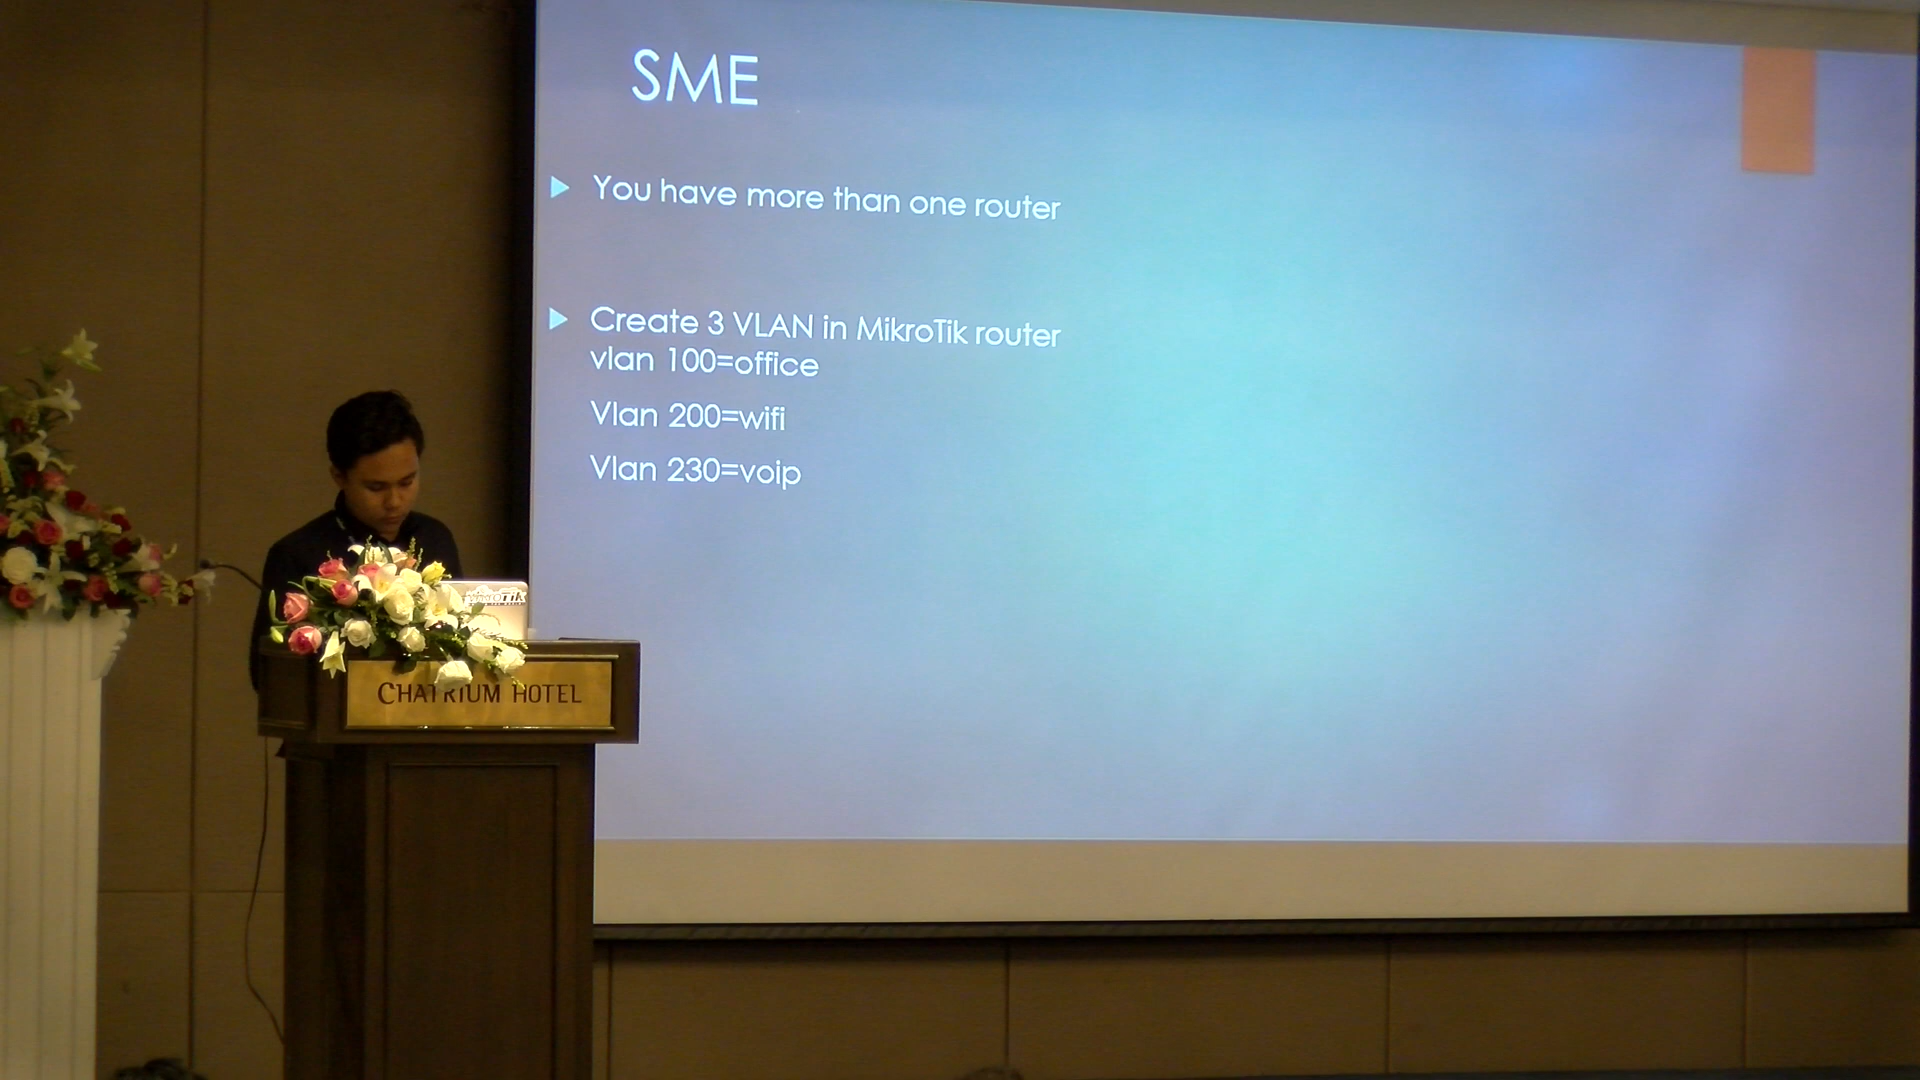 SME
You have more than one router
Create 3 VLAN in MikroTik router
vlan 100=office
Vlan 200=wifi
Vlan 230=voip
MikroTik
CHATRIUM HOTEL